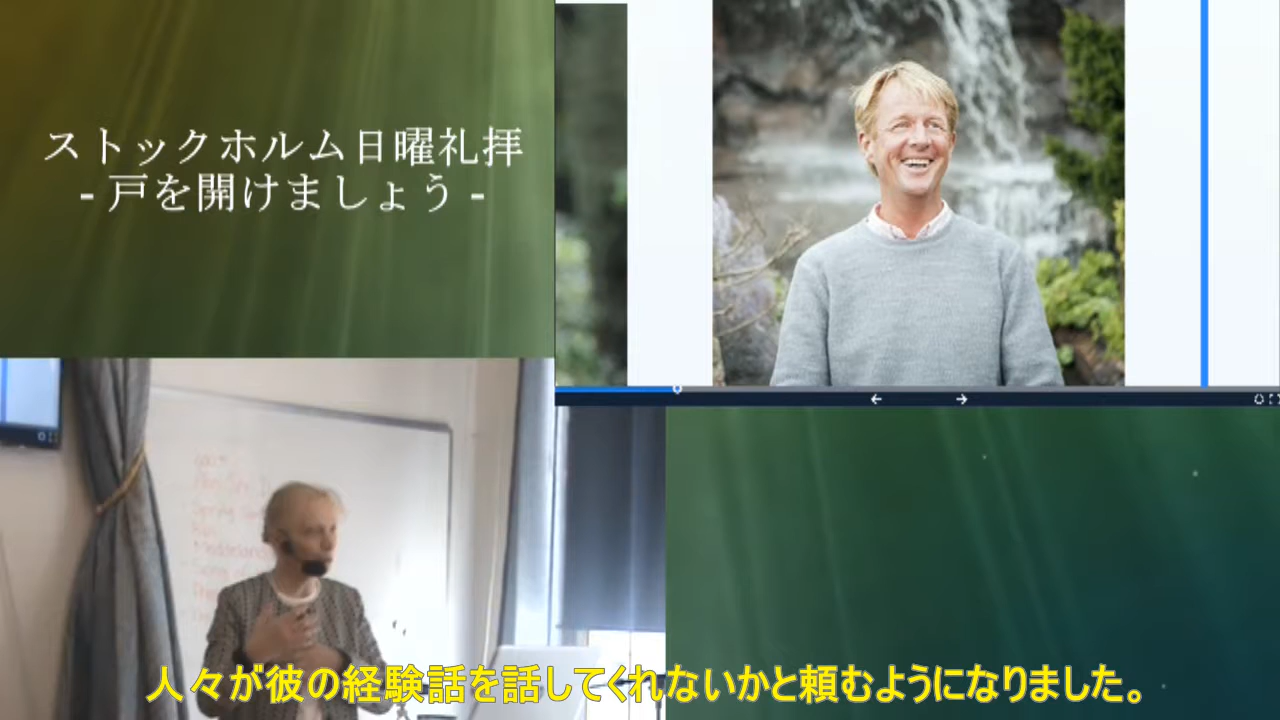 ストックホルム日曜礼拝
- 戸を開けましょう -
人々が彼の経験話を話してくれないかと頼むようになりました。